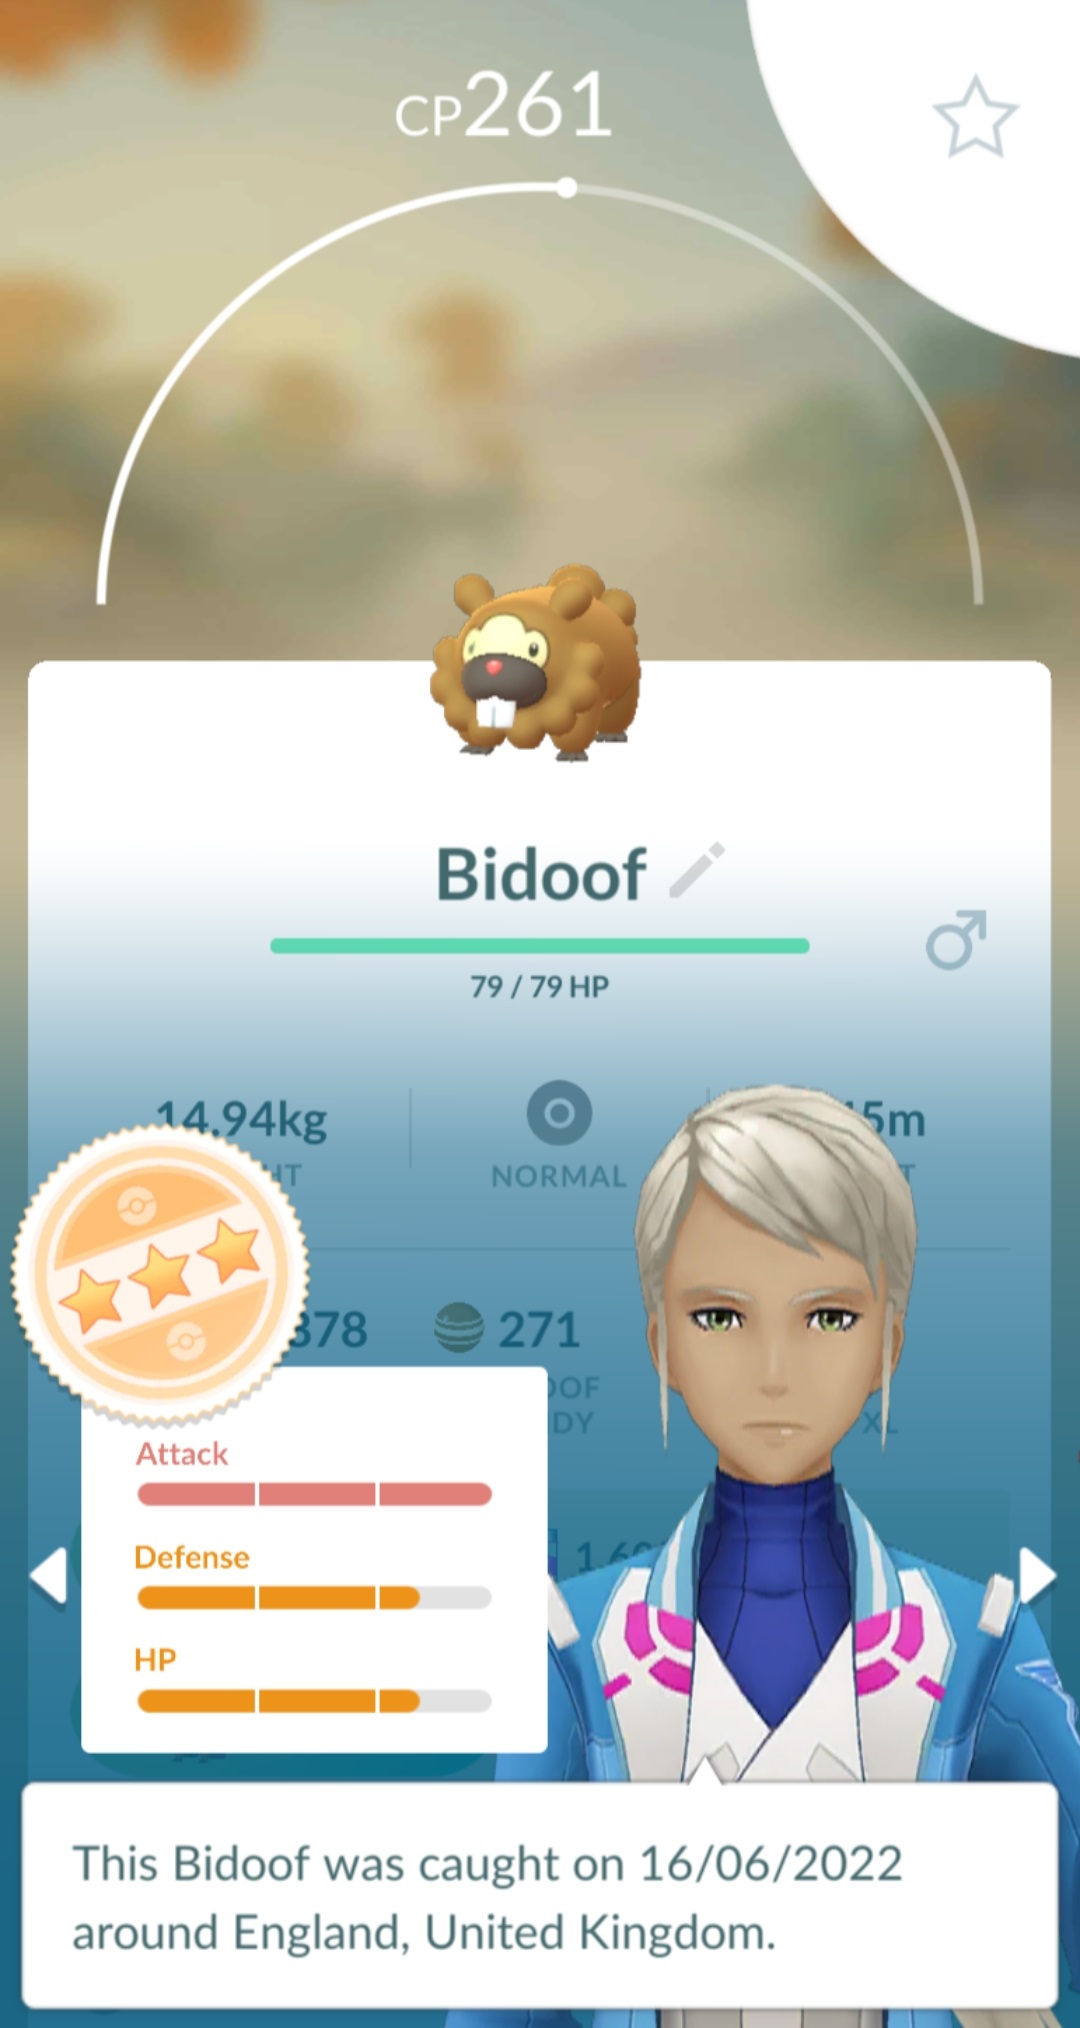 CP261
Bidoof
79 / 79 HP
14.94kg
NORMAL
271
XL
Attack
Defense
HP
This Bidoof was caught on 16/06/2022
around England, United Kingdom.